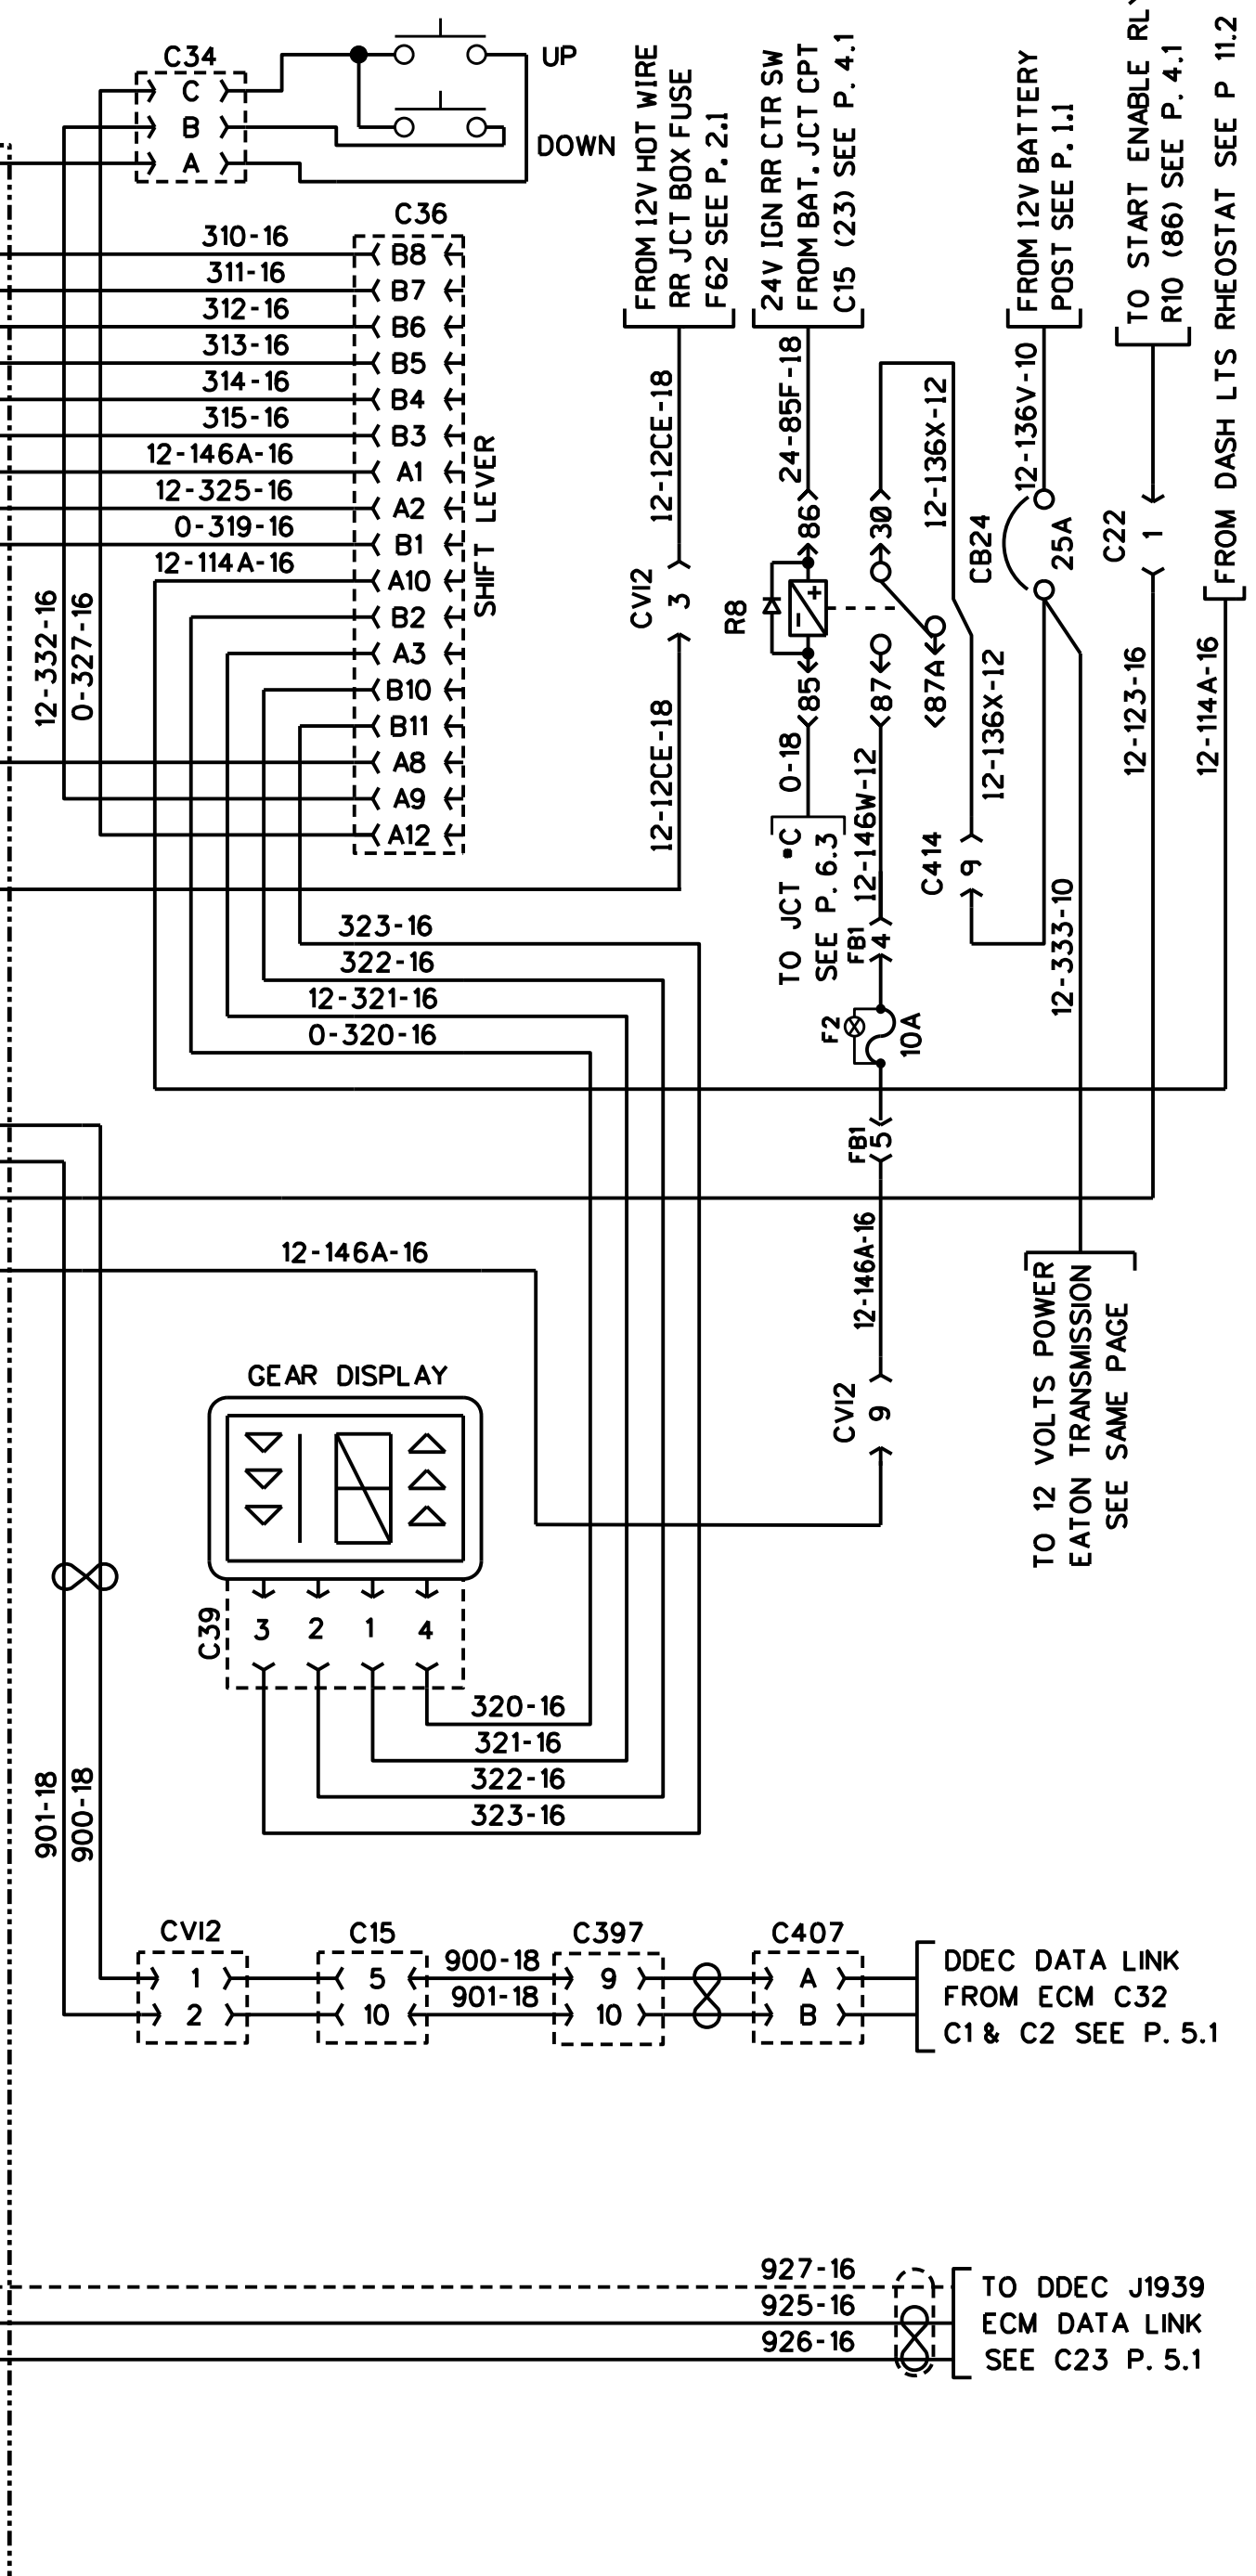 C34
C
B
A
UP
DOWN
C36
310-16
B8
311-16
B7
312-16
B6
313-16
B5
314-16
B4
315-16
B3
12-146A-16
A1
12-325-16
A2
0-319-16
B1
12-114A-16
A10
B2
A3
B10
B11
A8
A9
A12
SHIFT LEVER
12-332-16
0-327-16
FROM 12V HOT WIRE
RR JCT BOX FUSE
F62 SEE P. 2.1
12-12CE-18
CVI2
3
12-12CE-18
24V IGN RR CTR SW
FROM BAT. JCT CPT
C15 (23) SEE P. 4.1
24-85F-18
86
R8
+
-
85
0-18
TO JCT •C
SEE P. 6.3
30
87
87A
12-136X-12
12-136X-12
C414
9
12-146W-12
FB1
4
F2
10A
FB1
5
12-146A-16
CVI2
9
FROM 12V BATTERY
POST SEE P. 1.1
12-136V-10
CB24
25A
12-333-10
TO 12 VOLTS POWER
EATON TRANSMISSION
SEE SAME PAGE
TO START ENABLE RLY
R10 (86) SEE P. 4.1
C22
1
12-123-16
FROM DASH LTS RHEOSTAT SEE P 11.2
12-114A-16
323-16
322-16
12-321-16
0-320-16
12-146A-16
GEAR DISPLAY
C39
3
2
1
4
320-16
321-16
322-16
323-16
901-18
900-18
CVI2
1
2
C15
5
10
900-18
901-18
C397
9
10
C407
A
B
DDEC DATA LINK
FROM ECM C32
C1 & C2 SEE P. 5.1
927-16
925-16
926-16
TO DDEC J1939
ECM DATA LINK
SEE C23 P. 5.1